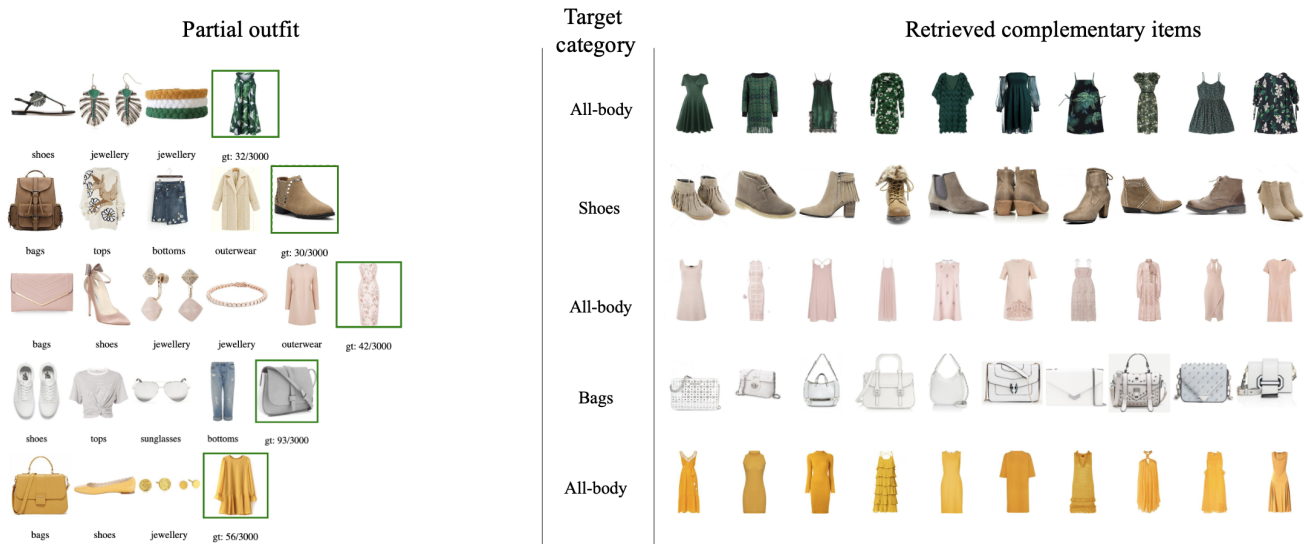 Partial outfit
Target
category
Retrieved complementary items
shoes jewellery jewellery gt: 32/3000
All-body
bags tops bottoms outerwear gt: 30/3000
Shoes
bags shoes jewellery jewellery outerwear gt: 42/3000
All-body
shoes tops sunglasses bottoms gt: 93/3000
Bags
bags shoes jewellery gt: 56/3000
All-body